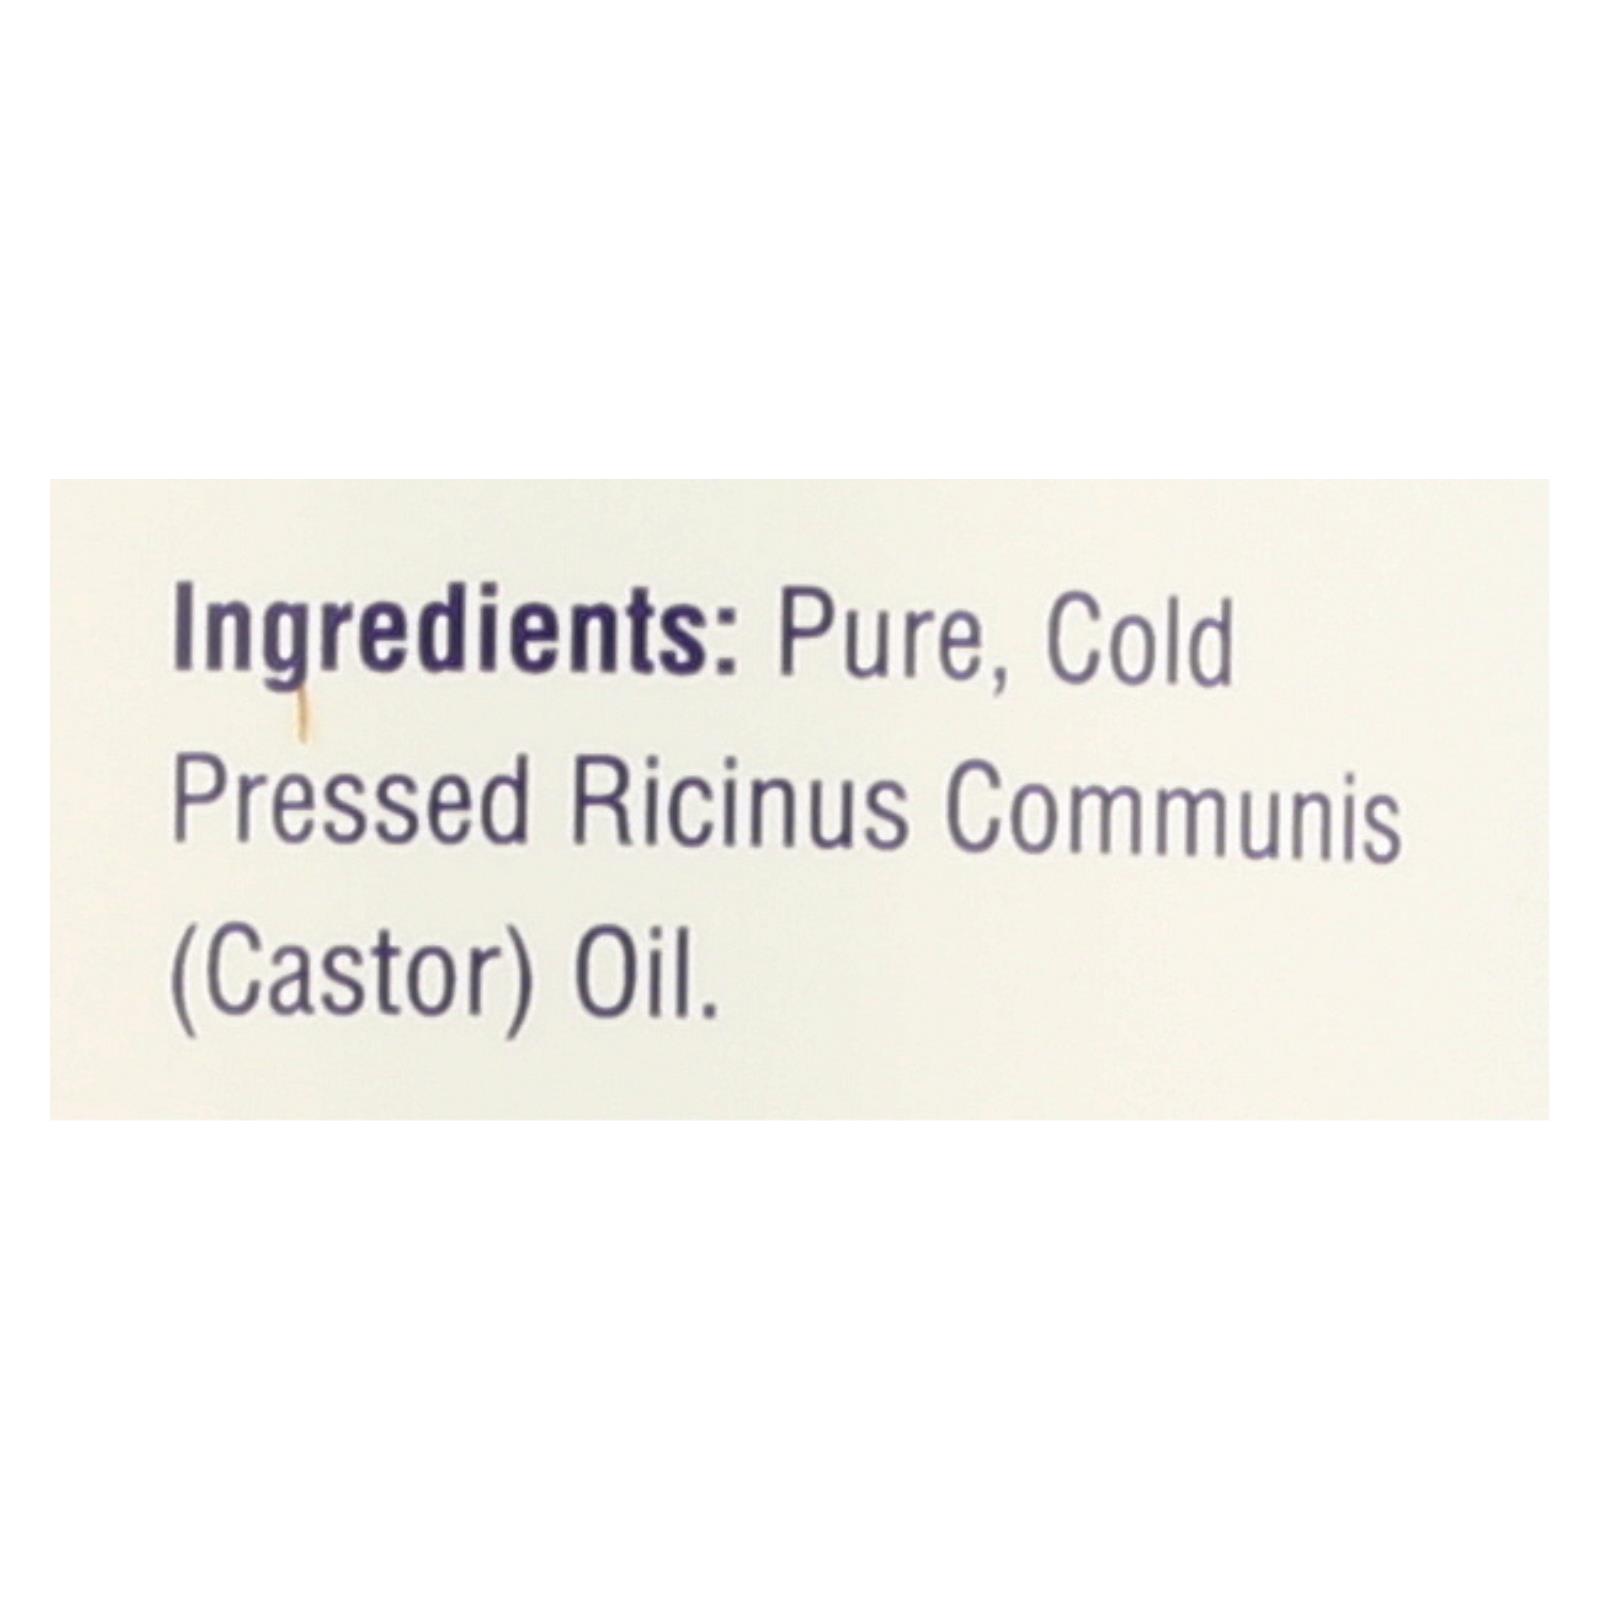 Ingredients: Pure, Cold
Pressed Ricinus Communis
(Castor) Oil.